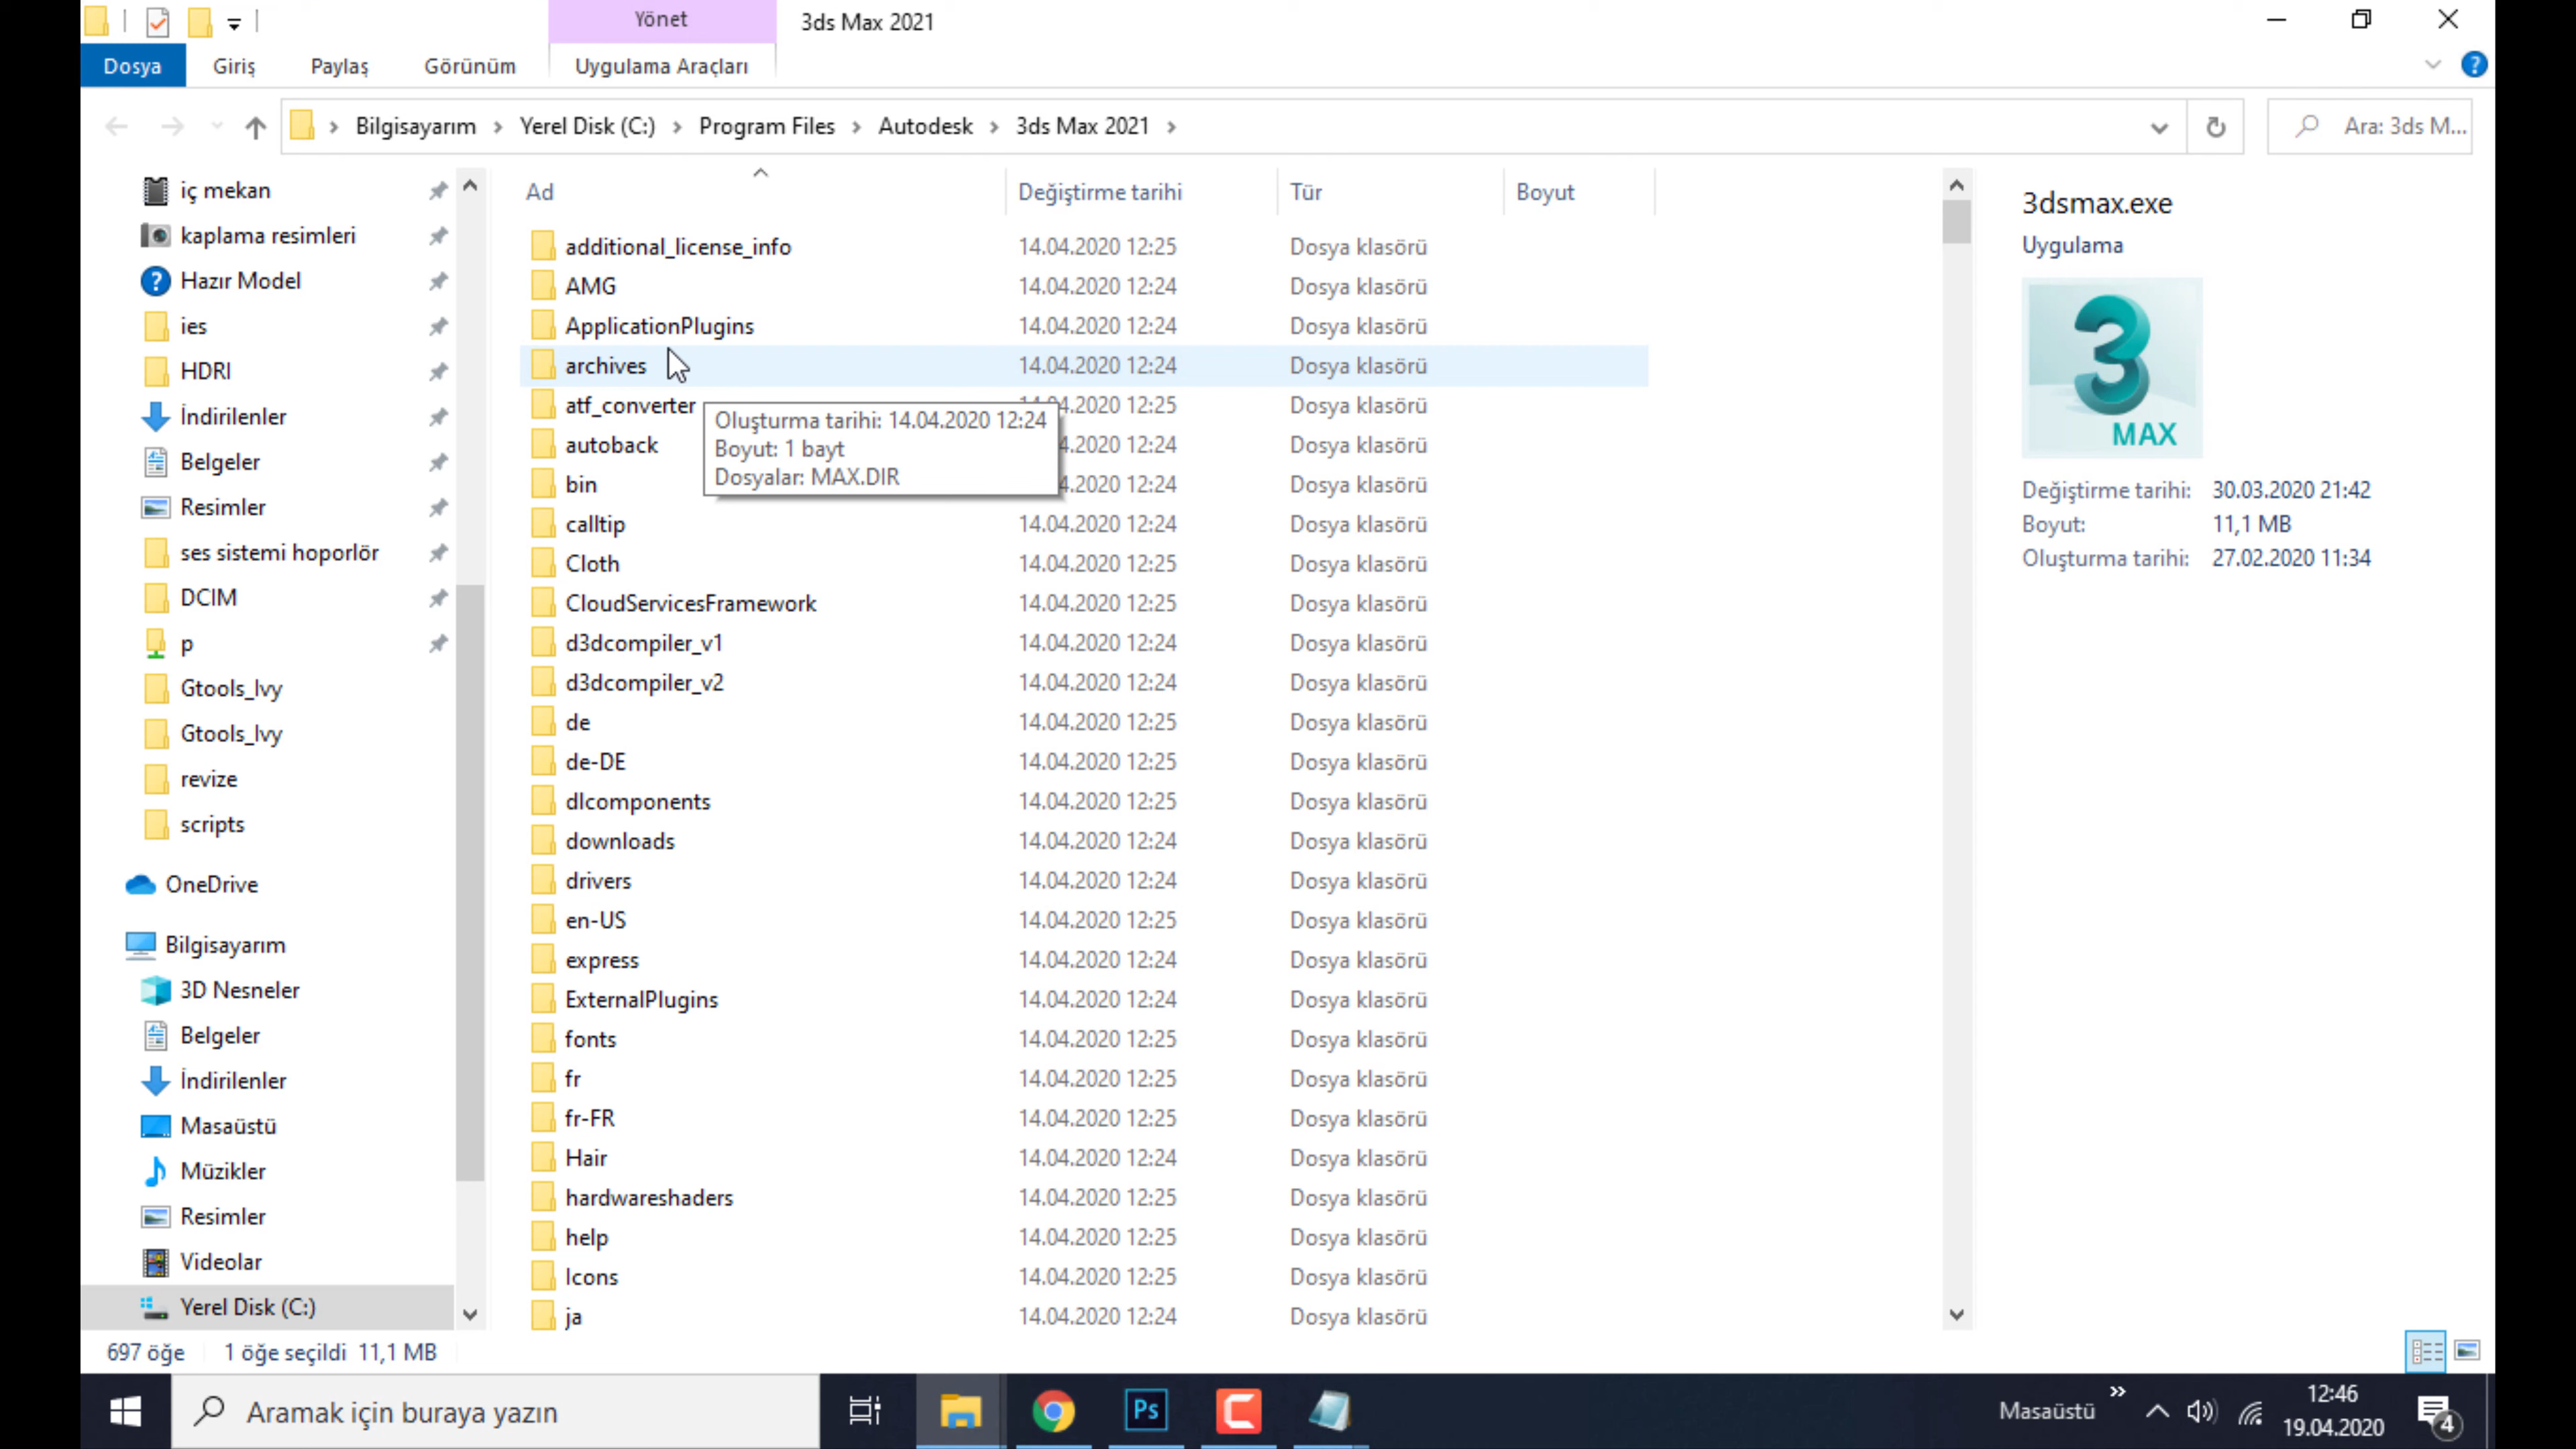 Yönet
3ds Max 2021
Dosya
Giriş
Paylaş
Görünüm
Uygulama Araçları
Bilgisayarım
Yerel Disk (C:)
Program Files
Autodesk
3ds Max 2021
Ara: 3ds M...
iç mekan
kaplama resimleri
Hazır Model
ies
HDRI
İndirilenler
Belgeler
Resimler
ses sistemi hoporlör
DCIM
p
Gtools_Ivy
Gtools_Ivy
revize
scripts
OneDrive
Bilgisayarım
3D Nesneler
Belgeler
İndirilenler
Masaüstü
Müzikler
Resimler
Videolar
Yerel Disk (C:)
Ad Değiştirme tarihi Tür Boyut
additional_license_info 14.04.2020 12:25 Dosya klasörü
AMG 14.04.2020 12:24 Dosya klasörü
ApplicationPlugins 14.04.2020 12:24 Dosya klasörü
archives 14.04.2020 12:24 Dosya klasörü
atf_converter 4.04.2020 12:25 Dosya klasörü
autoback 4.04.2020 12:24 Dosya klasörü
bin 4.04.2020 12:24 Dosya klasörü
Oluşturma tarihi: 14.04.2020 12:24
Boyut: 1 bayt
Dosyalar: MAX.DIR
calltip 14.04.2020 12:24 Dosya klasörü
Cloth 14.04.2020 12:25 Dosya klasörü
CloudServicesFramework 14.04.2020 12:25 Dosya klasörü
d3dcompiler_v1 14.04.2020 12:24 Dosya klasörü
d3dcompiler_v2 14.04.2020 12:24 Dosya klasörü
de 14.04.2020 12:25 Dosya klasörü
de-DE 14.04.2020 12:25 Dosya klasörü
dlcomponents 14.04.2020 12:25 Dosya klasörü
downloads 14.04.2020 12:24 Dosya klasörü
drivers 14.04.2020 12:24 Dosya klasörü
en-US 14.04.2020 12:25 Dosya klasörü
express 14.04.2020 12:24 Dosya klasörü
ExternalPlugins 14.04.2020 12:24 Dosya klasörü
fonts 14.04.2020 12:25 Dosya klasörü
fr 14.04.2020 12:25 Dosya klasörü
fr-FR 14.04.2020 12:25 Dosya klasörü
Hair 14.04.2020 12:24 Dosya klasörü
hardwareshaders 14.04.2020 12:25 Dosya klasörü
help 14.04.2020 12:25 Dosya klasörü
Icons 14.04.2020 12:25 Dosya klasörü
ja 14.04.2020 12:24 Dosya klasörü
3dsmax.exe
Uygulama
3
MAX
Değiştirme tarihi: 30.03.2020 21:42
Boyut: 11,1 MB
Oluşturma tarihi: 27.02.2020 11:34
697 öğe
1 öğe seçildi 11,1 MB
Aramak için buraya yazın
Ps
Masaüstü
12:46
19.04.2020
4